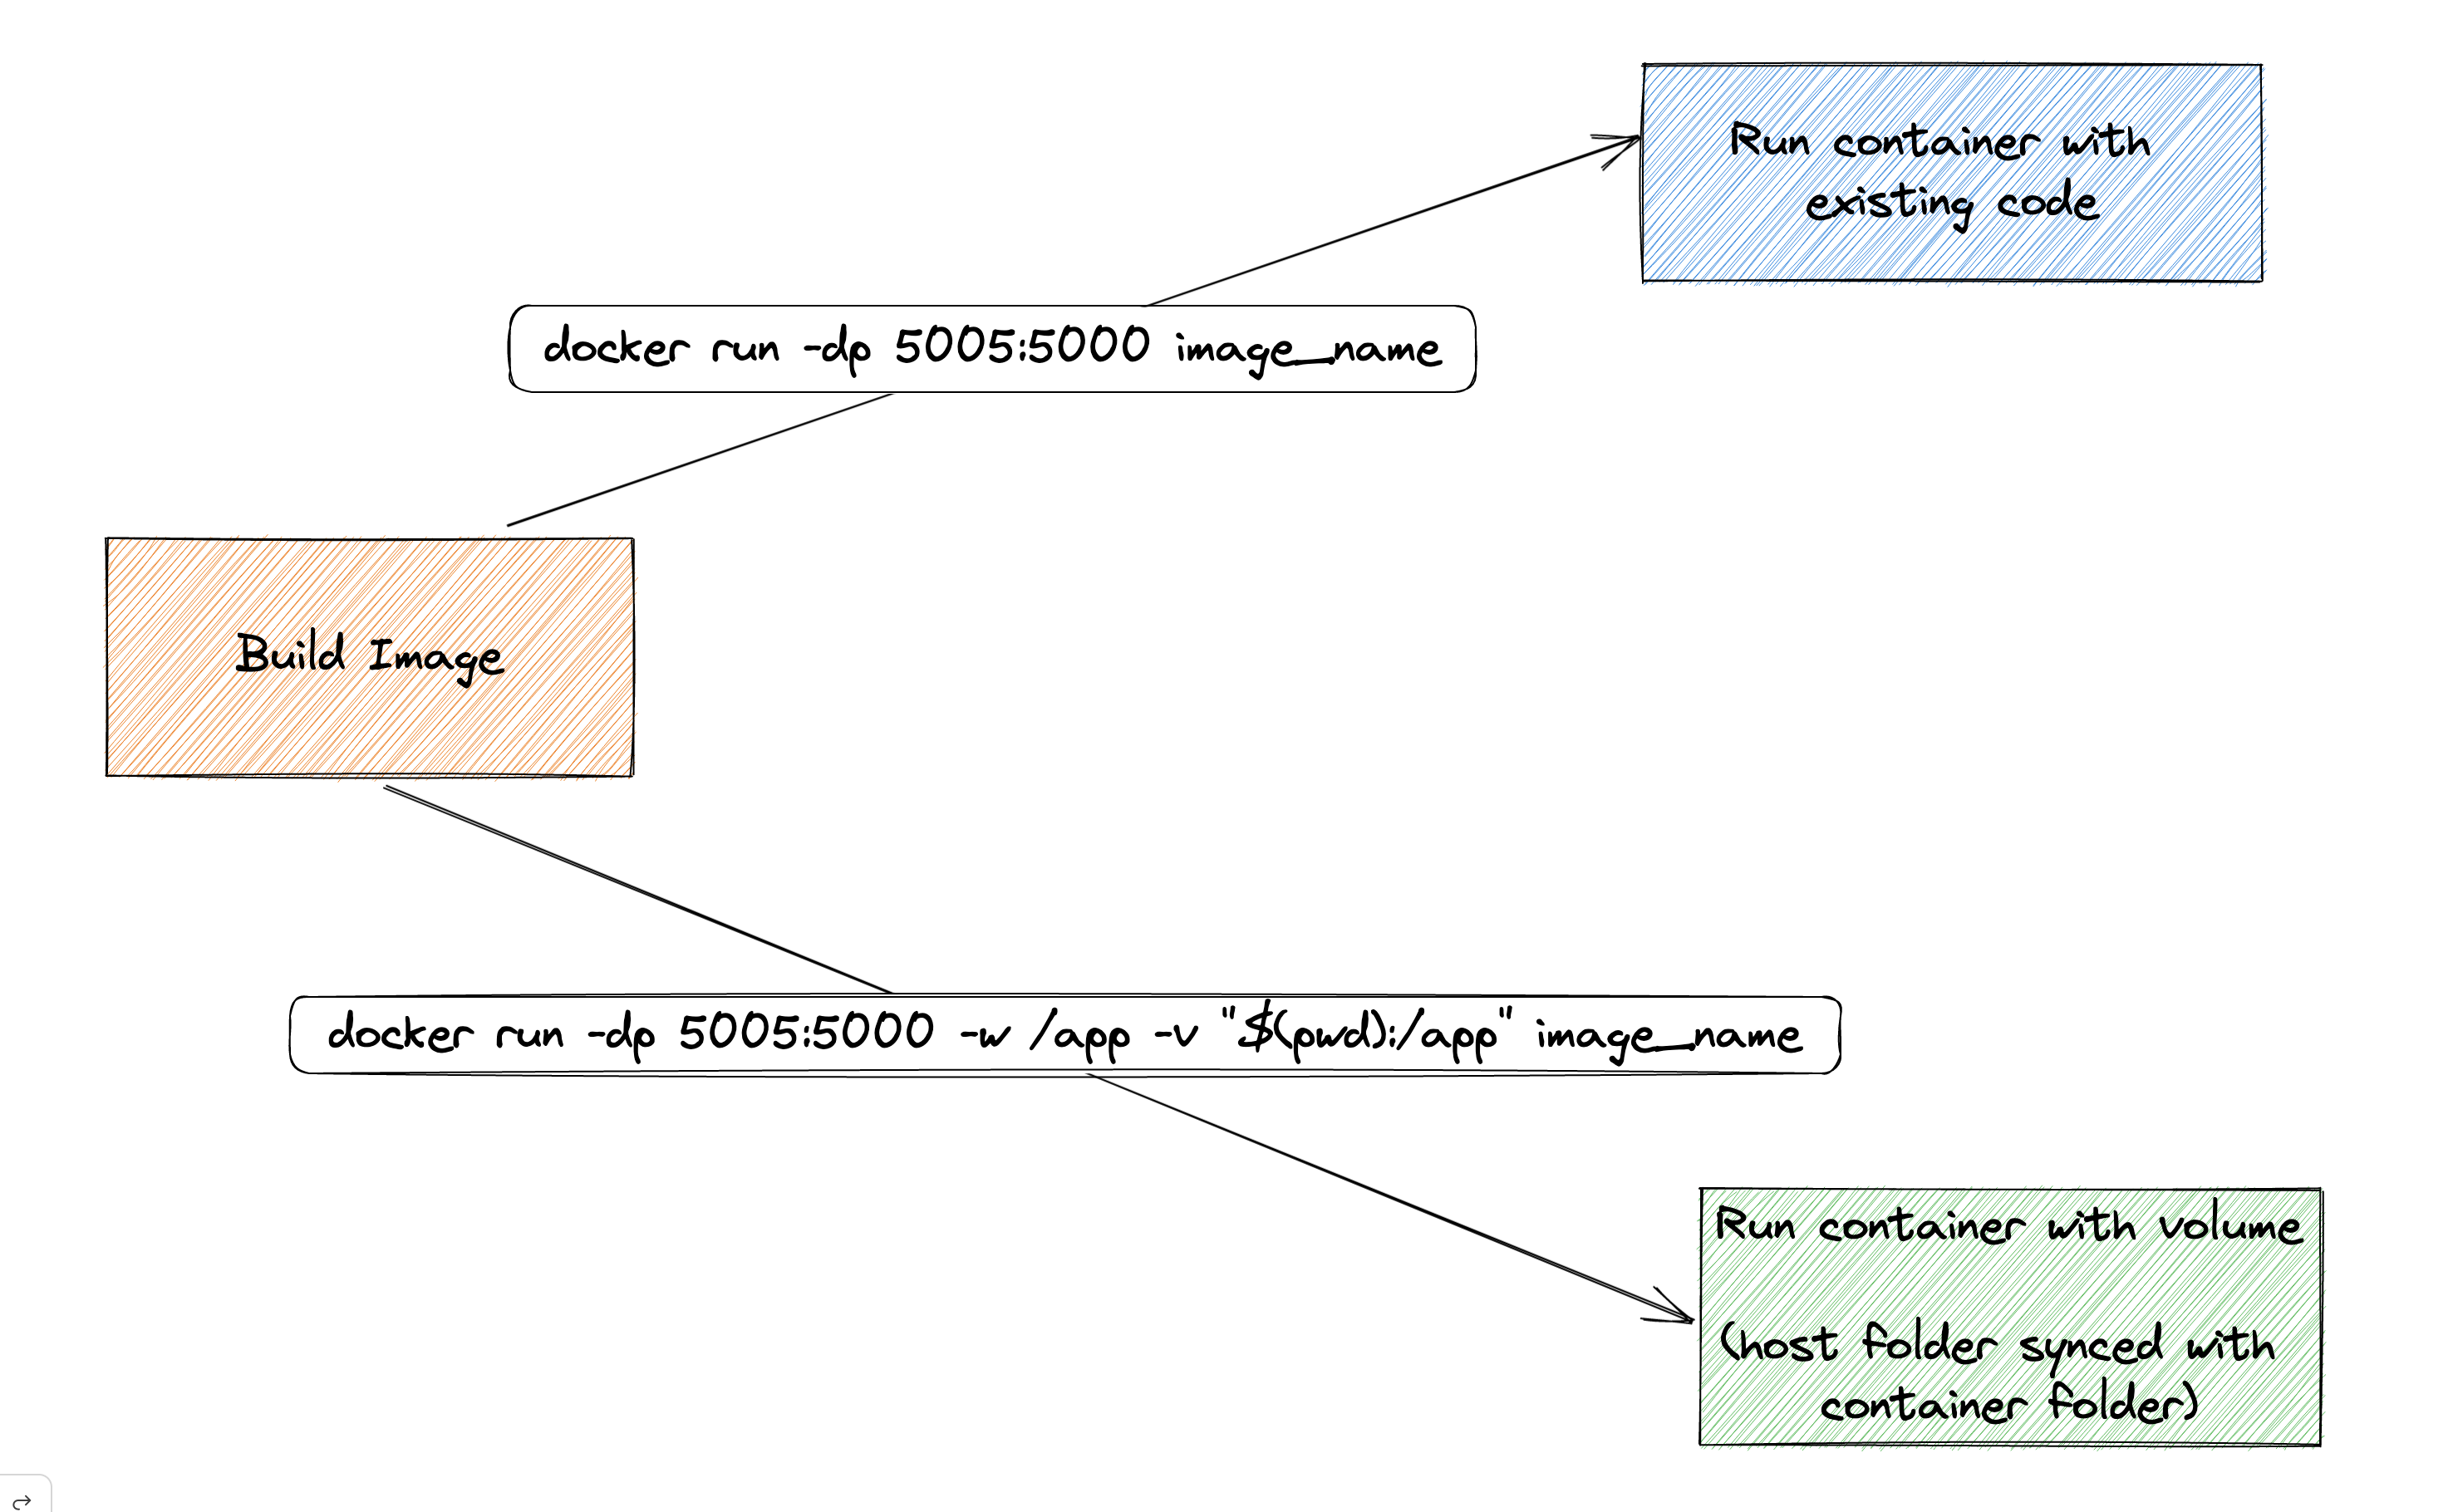 Run container with
existing code
docker run -dp 5005:5000 image_name
Build Image
docker run -dp 5005:5000 -w /app -v "$(pwd):/app" image_name
Run container with volume
(host folder synced with
container folder)